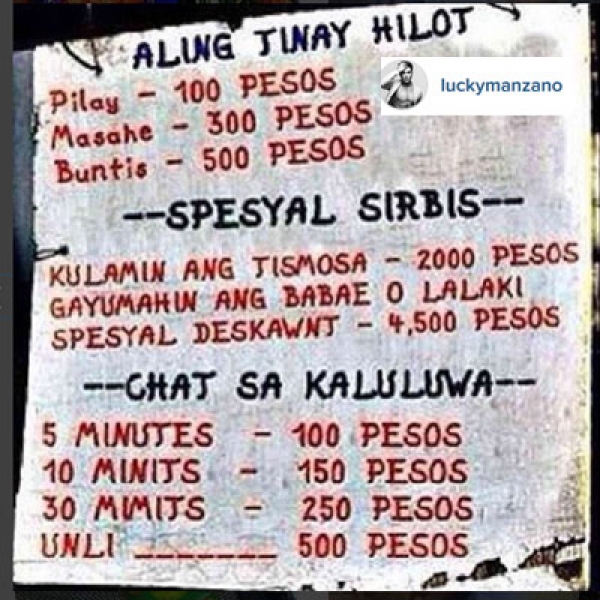 ALING TINAY HILOT
luckymanzano
Pilay - 100 PESOS
Masahe - 300 PESOS
Buntis - 500 PESOS
--SPESYAL SIRBIS--
KULAMIN ANG TISMOSA - 2000 PESOS
GAYUMAHIN ANG BABAE O LALAKI
SPESYAL DESKAWNT - 4,500 PESOS
--CHAT SA KALULUWA--
5 MINUTES - 100 PESOS
10 MINITS - 150 PESOS
30 MIMITS - 250 PESOS
UNLI _______ 500 PESOS